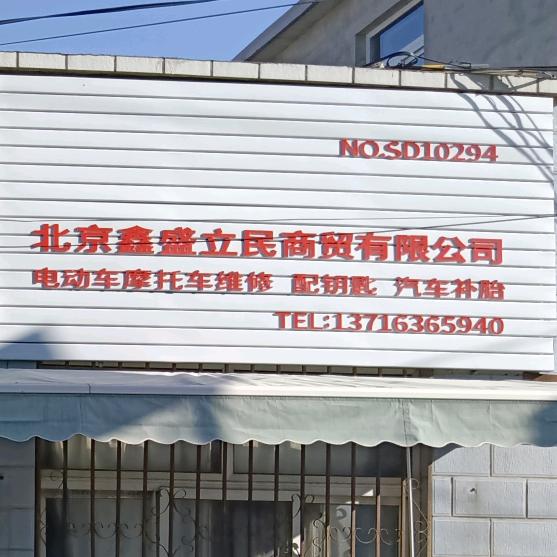 NO.SD10294
北京鑫盛立民商贸有限公司
电动车摩托车维修 配钥匙 汽车补胎
TEL:13716365940